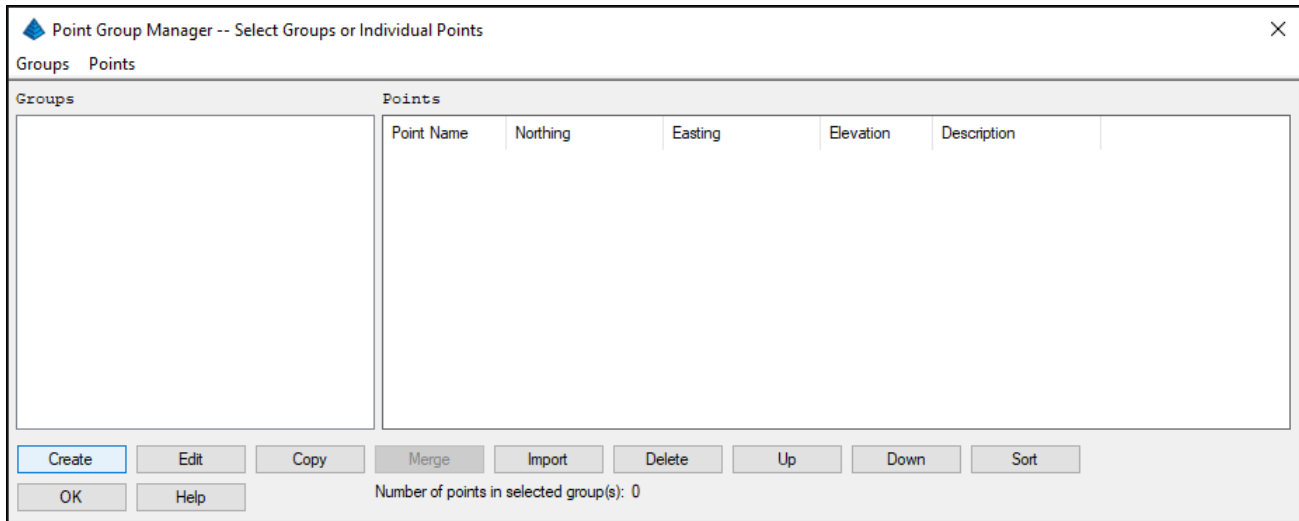 Point Group Manager -- Select Groups or Individual Points
Groups Points
Groups Points
Point Name Northing Easting Elevation Description
Create Edit Copy Merge Import Delete Up Down Sort
OK Help Number of points in selected group(s): 0